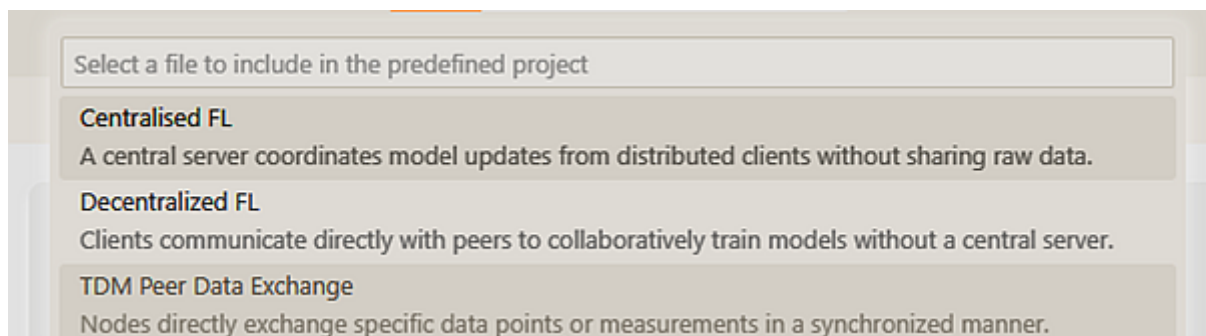 Select a file to include in the predefined project
Centralised FL
A central server coordinates model updates from distributed clients without sharing raw data.
Decentralized FL
Clients communicate directly with peers to collaboratively train models without a central server.
TDM Peer Data Exchange
Nodes directly exchange specific data points or measurements in a synchronized manner.